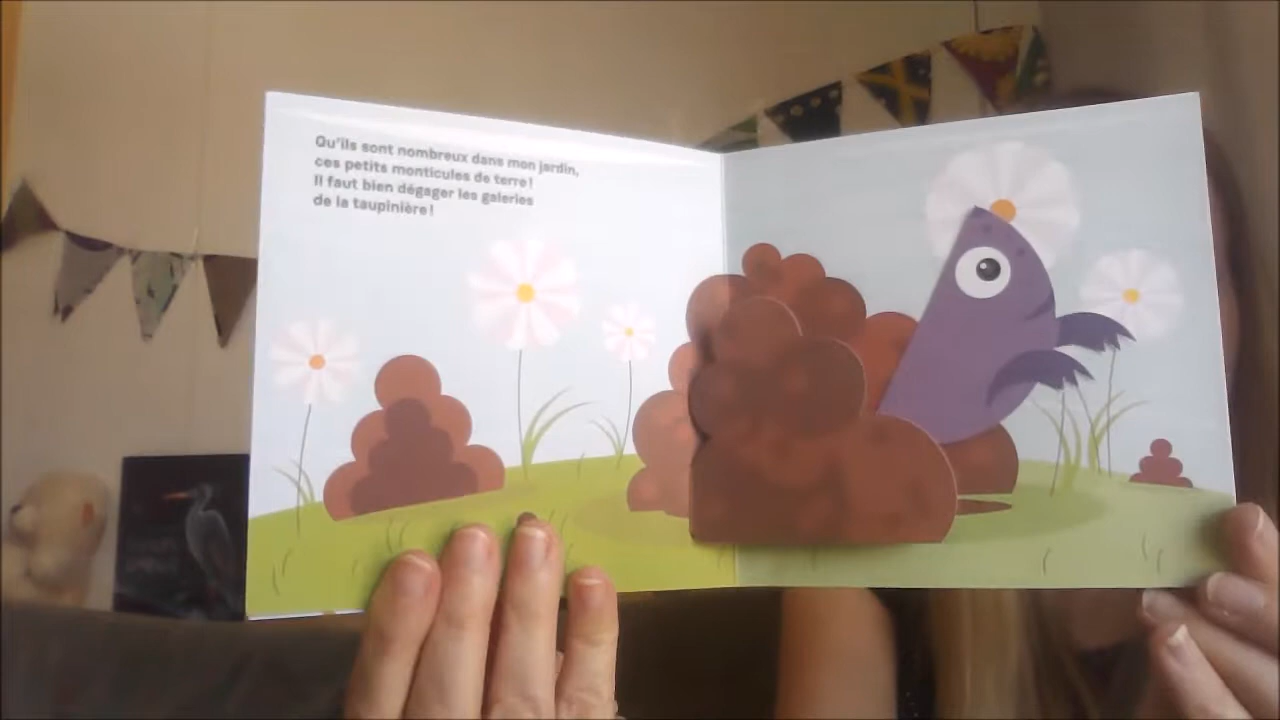 Qu'ils sont nombreux dans mon jardin,
ces petits monticules de terre!
Il faut bien dégager les galeries
de la taupinière!